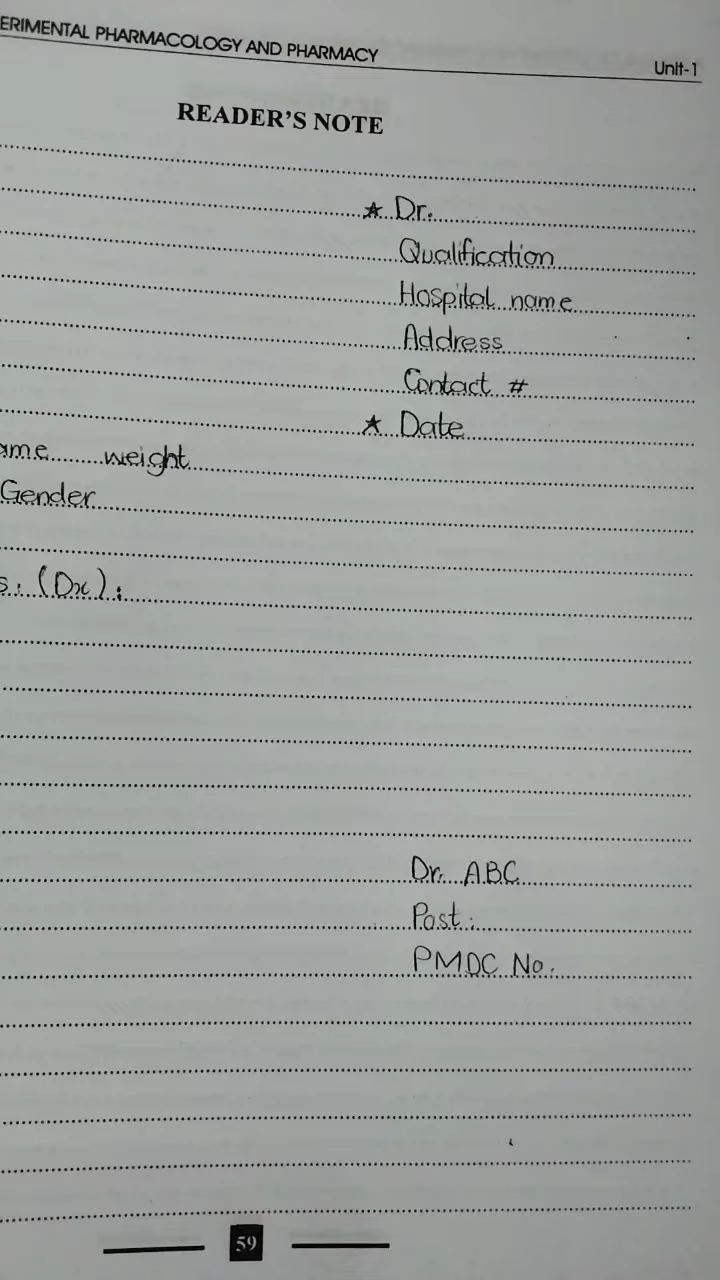 ERIMENTAL PHARMACOLOGY AND PHARMACY
Unit-1
READER'S NOTE
★ Dr.
Qualification
Hospital name
Address
Contact #
★ Date
ame weight
Gender
s: (Dx):
Dr. ABC
Post:
PMDC No.
59